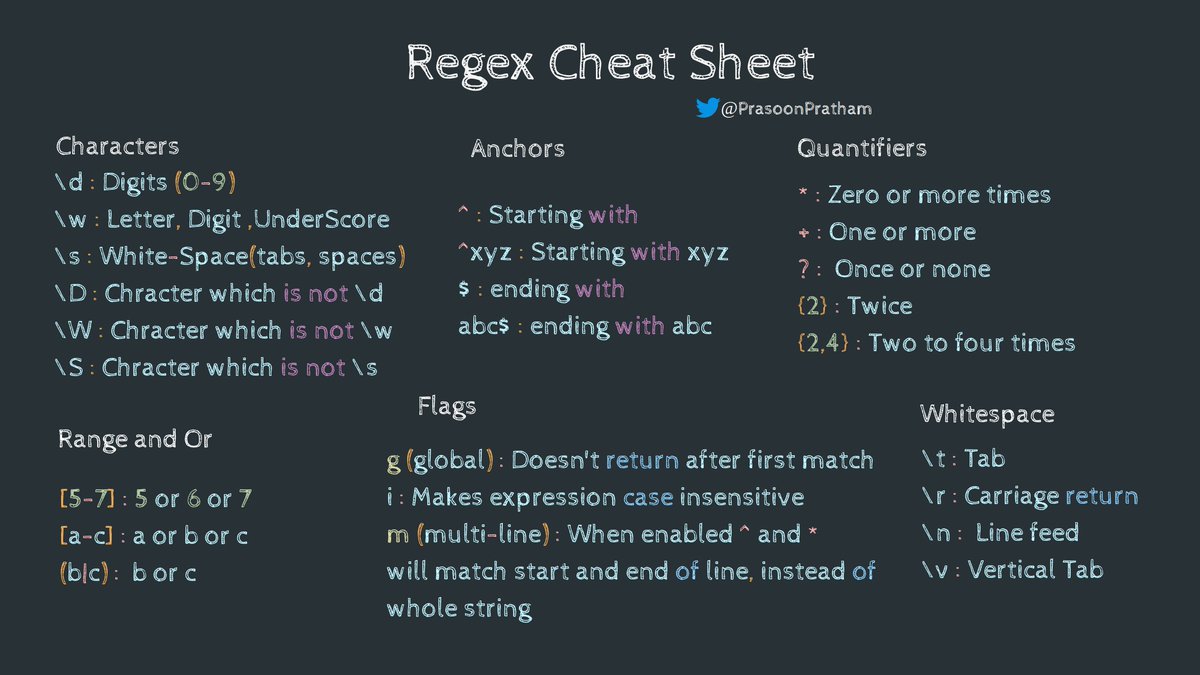 Regex Cheat Sheet
@PrasoonPratham
Characters
\d : Digits (0-9)
\w : Letter, Digit ,UnderScore
\s : White-Space(tabs, spaces)
\D : Chracter which is not \d
\W : Chracter which is not \w
\S : Chracter which is not \s
Anchors
^ : Starting with
^xyz : Starting with xyz
$ : ending with
abc$ : ending with abc
Quantifiers
* : Zero or more times
+ : One or more
? : Once or none
{2} : Twice
{2,4} : Two to four times
Range and Or
[5-7] : 5 or 6 or 7
[a-c] : a or b or c
(b|c) : b or c
Flags
g (global) : Doesn't return after first match
i : Makes expression case insensitive
m (multi-line) : When enabled ^ and *
will match start and end of line, instead of
whole string
Whitespace
\t : Tab
\r : Carriage return
\n : Line feed
\v : Vertical Tab